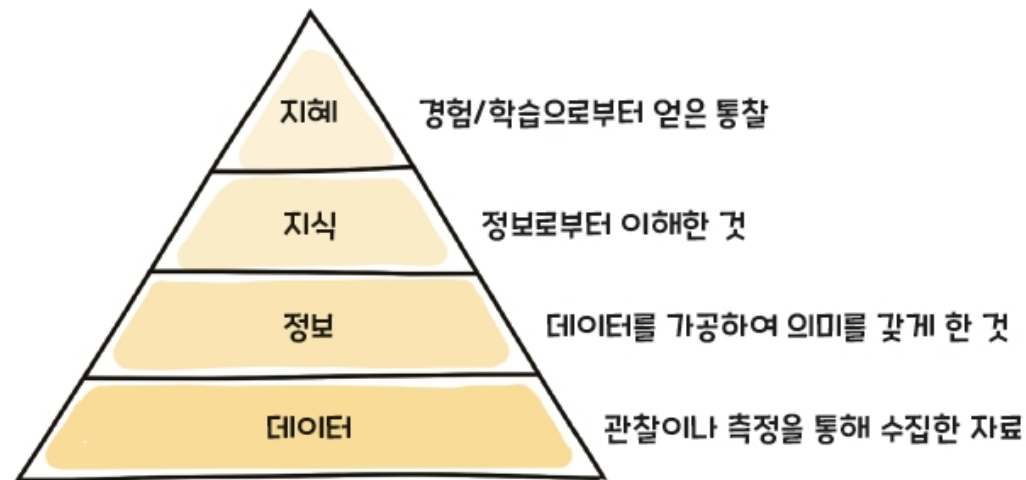 지혜 경험/학습으로부터 얻은 통찰
지식 정보로부터 이해한 것
정보 데이터를 가공하여 의미를 갖게 한 것
데이터 관찰이나 측정을 통해 수집한 자료